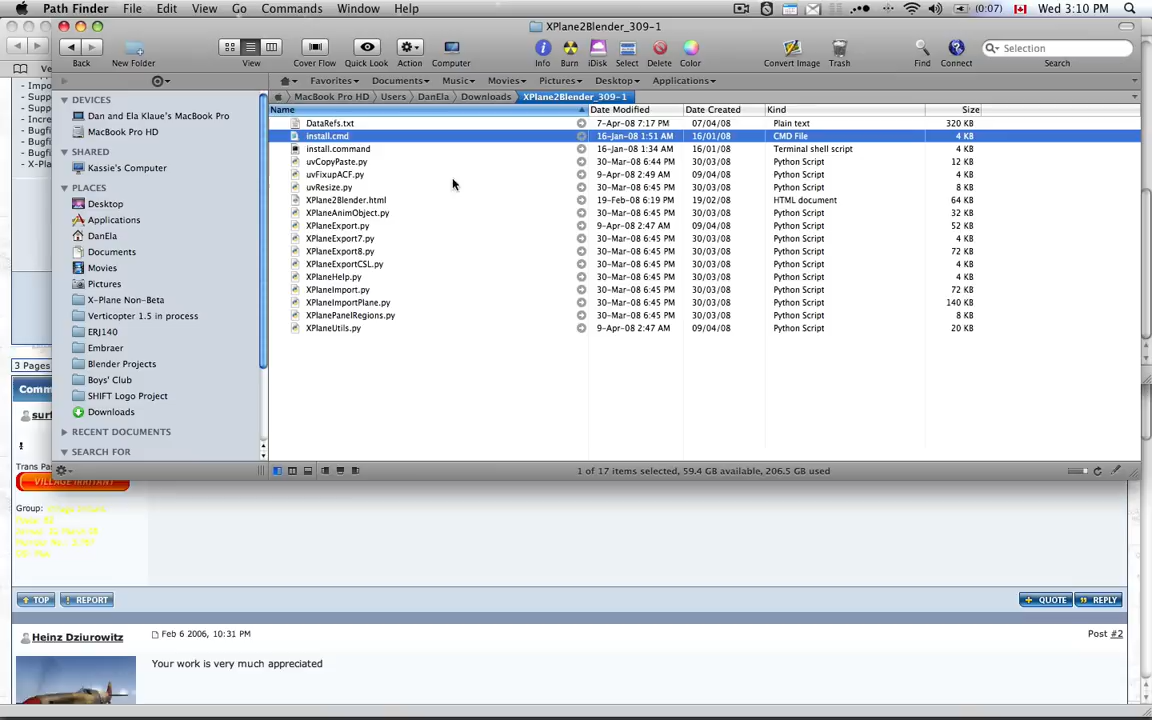 Path Finder File Edit View Go Commands Window Help (0:07) Wed 3:10 PM
XPlane2Blender_309-1
Back New Folder View Cover Flow Quick Look Action Computer Info Burn iDisk Select Delete Color Convert Image Trash Find Connect Search
Selection
Favorites Documents Music Movies Pictures Desktop Applications
MacBook Pro HD Users DanEla Downloads XPlane2Blender_309-1
Name Date Modified Date Created Kind Size
DataRefs.txt 7-Apr-08 7:17 PM 07/04/08 Plain text 320 KB
install.cmd 16-Jan-08 1:51 AM 16/01/08 CMD File 4 KB
install.command 16-Jan-08 1:34 AM 16/01/08 Terminal shell script 4 KB
uvCopyPaste.py 30-Mar-08 6:44 PM 30/03/08 Python Script 12 KB
uvFixupACF.py 9-Apr-08 2:49 AM 09/04/08 Python Script 4 KB
uvResize.py 30-Mar-08 6:45 PM 30/03/08 Python Script 8 KB
XPlane2Blender.html 19-Feb-08 6:19 PM 19/02/08 HTML document 64 KB
XPlaneAnimObject.py 30-Mar-08 6:45 PM 30/03/08 Python Script 32 KB
XPlaneExport.py 9-Apr-08 2:47 AM 09/04/08 Python Script 52 KB
XPlaneExport7.py 30-Mar-08 6:45 PM 30/03/08 Python Script 4 KB
XPlaneExport8.py 30-Mar-08 6:45 PM 30/03/08 Python Script 72 KB
XPlaneExportCSL.py 30-Mar-08 6:45 PM 30/03/08 Python Script 4 KB
XPlaneHelp.py 30-Mar-08 6:45 PM 30/03/08 Python Script 4 KB
XPlaneImport.py 30-Mar-08 6:45 PM 30/03/08 Python Script 72 KB
XPlaneImportPlane.py 30-Mar-08 6:45 PM 30/03/08 Python Script 140 KB
XPlanePanelRegions.py 30-Mar-08 6:45 PM 30/03/08 Python Script 8 KB
XPlaneUtils.py 9-Apr-08 2:47 AM 09/04/08 Python Script 20 KB
DEVICES
Dan and Ela Klaue's MacBook Pro
MacBook Pro HD
SHARED
Kassie's Computer
PLACES
Desktop
Applications
DanEla
Documents
Movies
Pictures
X-Plane Non-Beta
Verticopter 1.5 in process
ERJ140
Embraer
Blender Projects
Boys' Club
SHIFT Logo Project
Downloads
RECENT DOCUMENTS
SEARCH FOR
1 of 17 items selected, 59.4 GB available, 206.5 GB used
Ve
- Impo
- Supp
- Supp
- Incre
- Bugfi
- Bugfi
- Bugfi
- X-Pl
3 Pages
Comm
surf
Trans Pa
VILLAGE IRRITANT
Group:
TOP REPORT QUOTE REPLY
Heinz Dziurowitz Feb 6 2006, 10:31 PM Post #2
Your work is very much appreciated